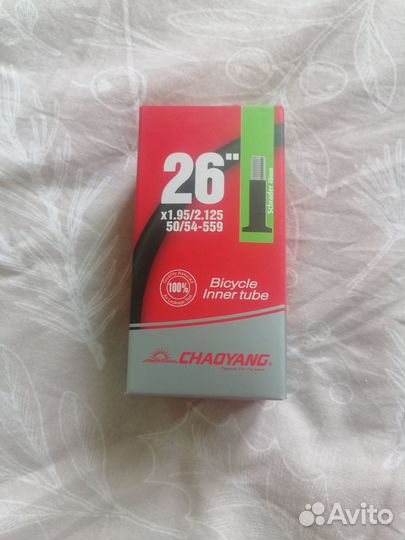 26"
x1.95/2.125
50/54-559
Schrader 48mm
100%
Bicycle
Inner tube
CHAOYANG
Avito